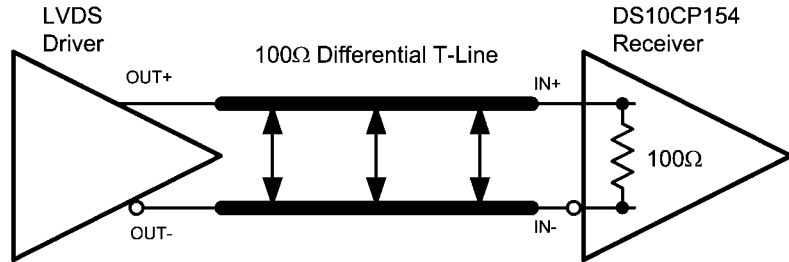 LVDS
Driver
DS10CP154
Receiver
100Ω Differential T-Line
OUT+
IN+
100Ω
OUT-
IN-